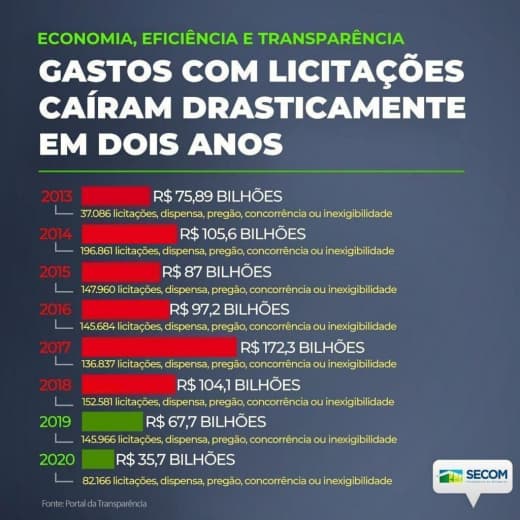 ECONOMIA, EFICIÊNCIA E TRANSPARÊNCIA
GASTOS COM LICITAÇÕES
CAÍRAM DRASTICAMENTE
EM DOIS ANOS
2013 R$ 75,89 BILHÕES
37.086 licitações, dispensa, pregão, concorrência ou inexigibilidade
2014 R$ 105,6 BILHÕES
196.861 licitações, dispensa, pregão, concorrência ou inexigibilidade
2015 R$ 87 BILHÕES
147.960 licitações, dispensa, pregão, concorrência ou inexigibilidade
2016 R$ 97,2 BILHÕES
145.684 licitações, dispensa, pregão, concorrência ou inexigibilidade
2017 R$ 172,3 BILHÕES
136.837 licitações, dispensa, pregão, concorrência ou inexigibilidade
2018 R$ 104,1 BILHÕES
152.581 licitações, dispensa, pregão, concorrência ou inexigibilidade
2019 R$ 67,7 BILHÕES
145.966 licitações, dispensa, pregão, concorrência ou inexigibilidade
2020 R$ 35,7 BILHÕES
82.166 licitações, dispensa, pregão, concorrência ou inexigibilidade
Fonte: Portal da Transparência
SECOM